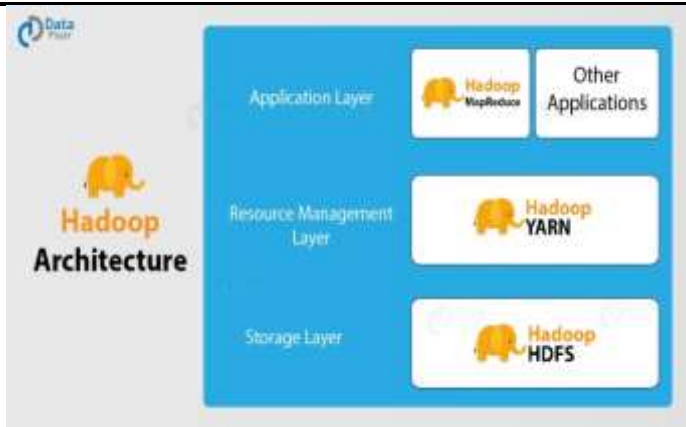 Data
Flair
Hadoop
Architecture
Application Layer
Hadoop
MapReduce
Other
Applications
Resource Management
Layer
Hadoop
YARN
Storage Layer
Hadoop
HDFS